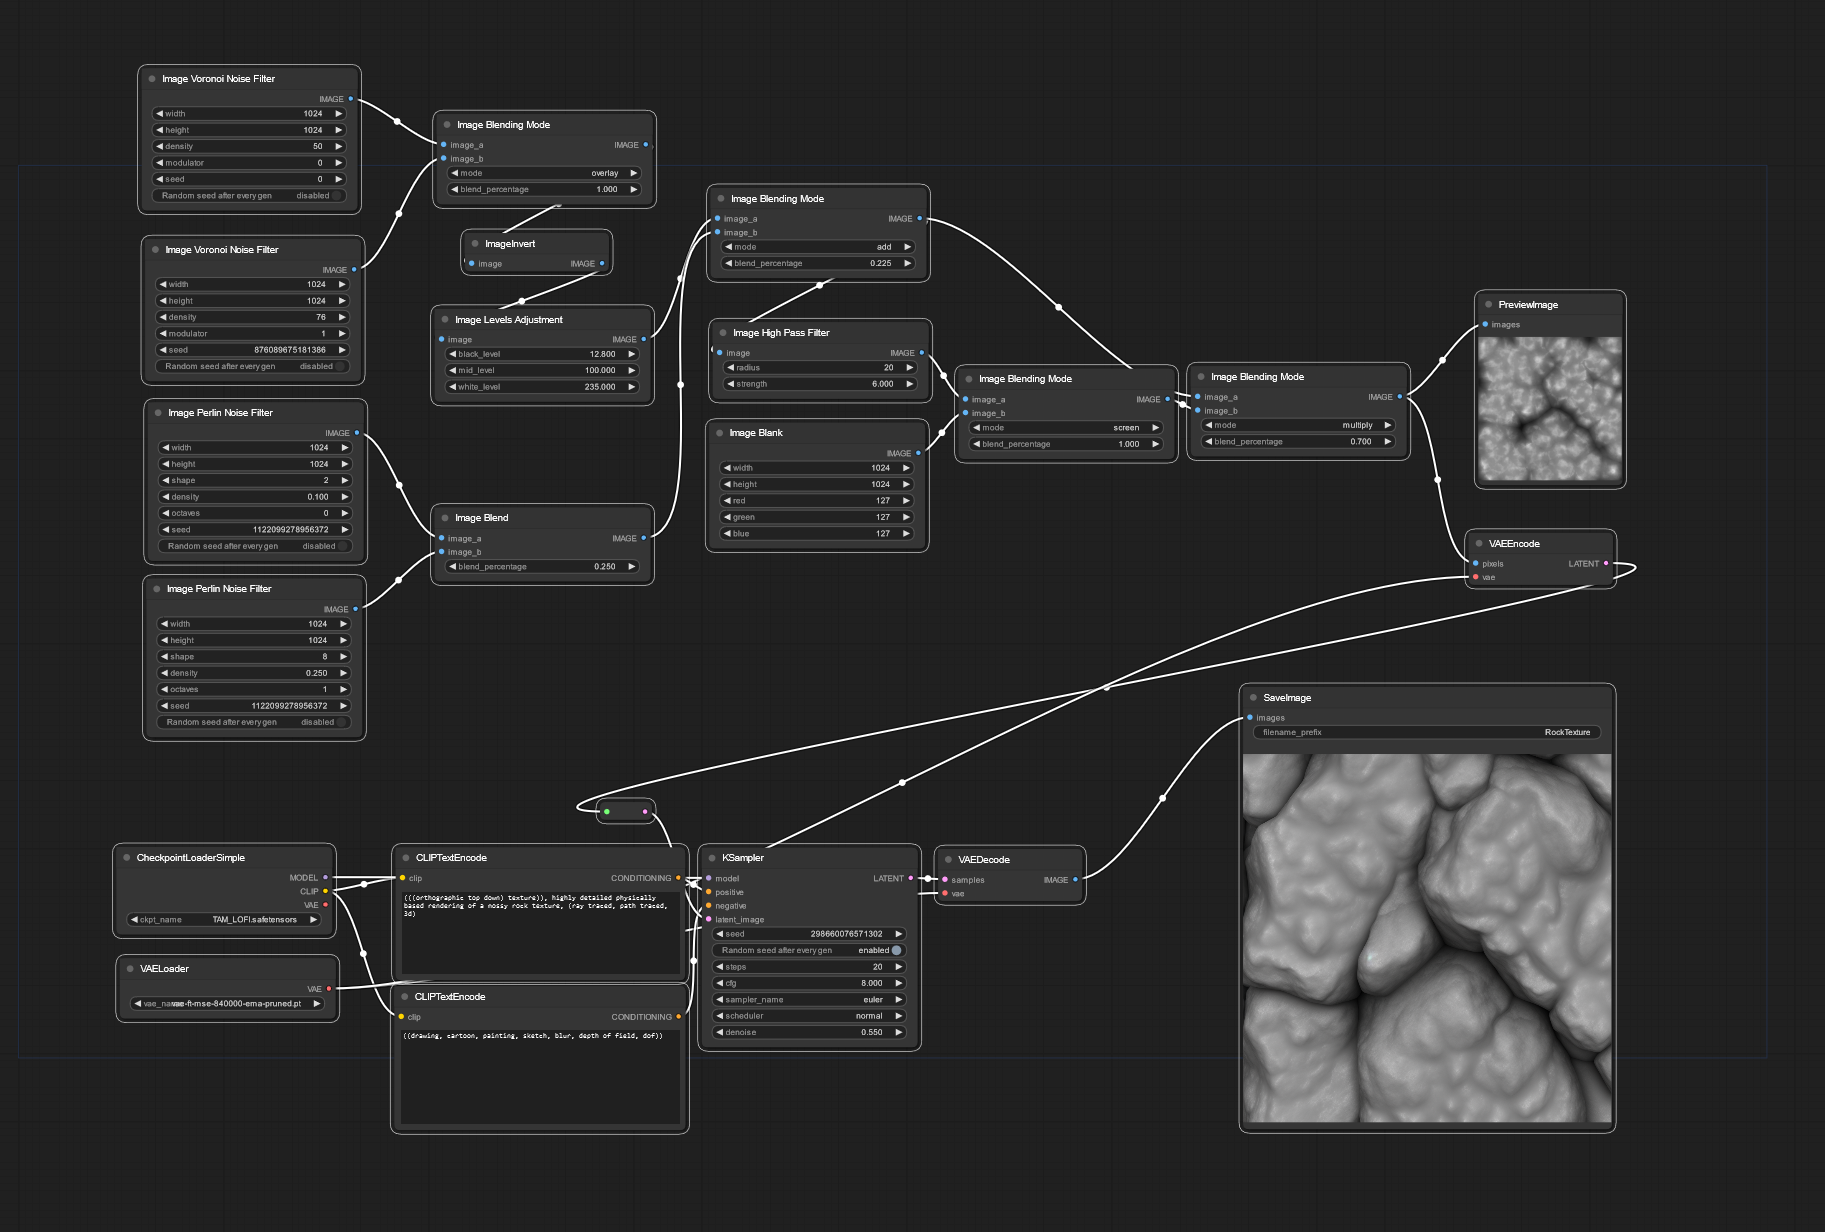 Image Voronoi Noise Filter
IMAGE
width 1024
height 1024
density 50
modulator 0
seed 0
Random seed after every gen disabled
Image Voronoi Noise Filter
IMAGE
width 1024
height 1024
density 76
modulator 1
seed 876089675181386
Random seed after every gen disabled
Image Perlin Noise Filter
IMAGE
width 1024
height 1024
shape 2
density 0.100
octaves 0
seed 1122099278956372
Random seed after every gen disabled
Image Perlin Noise Filter
IMAGE
width 1024
height 1024
shape 8
density 0.250
octaves 1
seed 1122099278956372
Random seed after every gen disabled
Image Blending Mode
image_a IMAGE
image_b
mode overlay
blend_percentage 1.000
ImageInvert
image IMAGE
Image Levels Adjustment
image IMAGE
black_level 12.800
mid_level 100.000
white_level 235.000
Image Blend
image_a IMAGE
image_b
blend_percentage 0.250
Image Blending Mode
image_a IMAGE
image_b
mode add
blend_percentage 0.225
Image High Pass Filter
image IMAGE
radius 20
strength 6.000
Image Blank
IMAGE
width 1024
height 1024
red 127
green 127
blue 127
Image Blending Mode
image_a IMAGE
image_b
mode screen
blend_percentage 1.000
Image Blending Mode
image_a IMAGE
image_b
mode multiply
blend_percentage 0.700
PreviewImage
images
VAEEncode
pixels LATENT
vae
CheckpointLoaderSimple
MODEL
CLIP
VAE
ckpt_name TAM_LOFI.safetensors
VAELoader
VAE
vae-ft-mse-840000-ema-pruned.pt
CLIPTextEncode
clip CONDITIONING
(((orthographic top down) texture)), highly detailed physically
based rendering of a mossy rock texture, (ray traced, path traced,
3d)
CLIPTextEncode
clip CONDITIONING
((drawing, cartoon, painting, sketch, blur, depth of field, dof))
KSampler
model LATENT
positive
negative
latent_image
seed 298660076571302
Random seed after every gen enabled
steps 20
cfg 8.000
sampler_name euler
scheduler normal
denoise 0.550
VAEDecode
samples IMAGE
vae
SaveImage
images
filename_prefix RockTexture